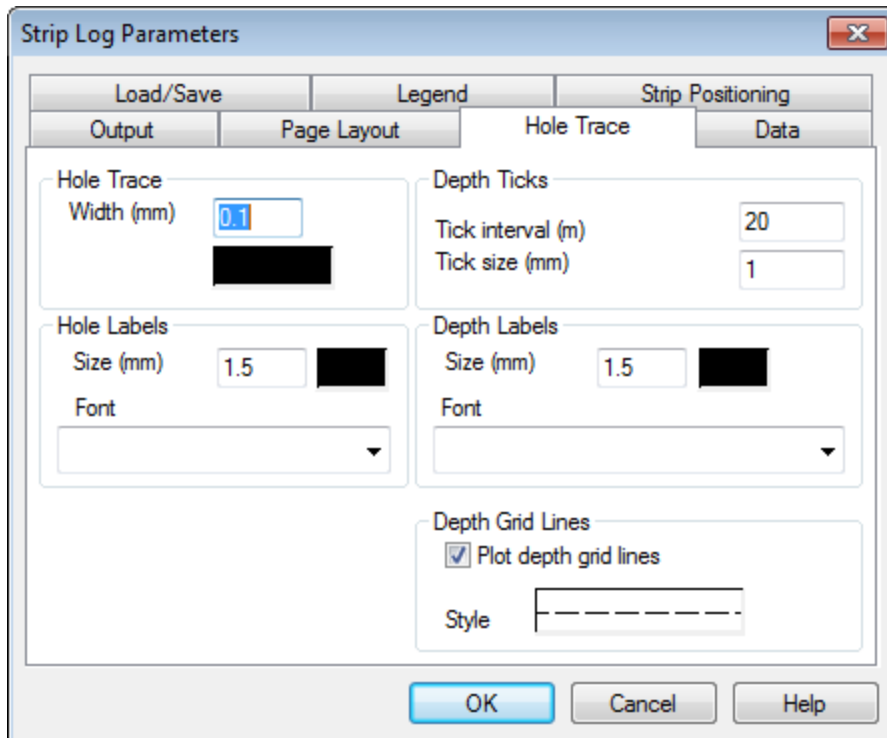 Strip Log Parameters
Load/Save Legend Strip Positioning
Output Page Layout Hole Trace Data
Hole Trace
Width (mm) 0.1
Depth Ticks
Tick interval (m) 20
Tick size (mm) 1
Hole Labels
Size (mm) 1.5
Font
Depth Labels
Size (mm) 1.5
Font
Depth Grid Lines
Plot depth grid lines
Style
OK Cancel Help